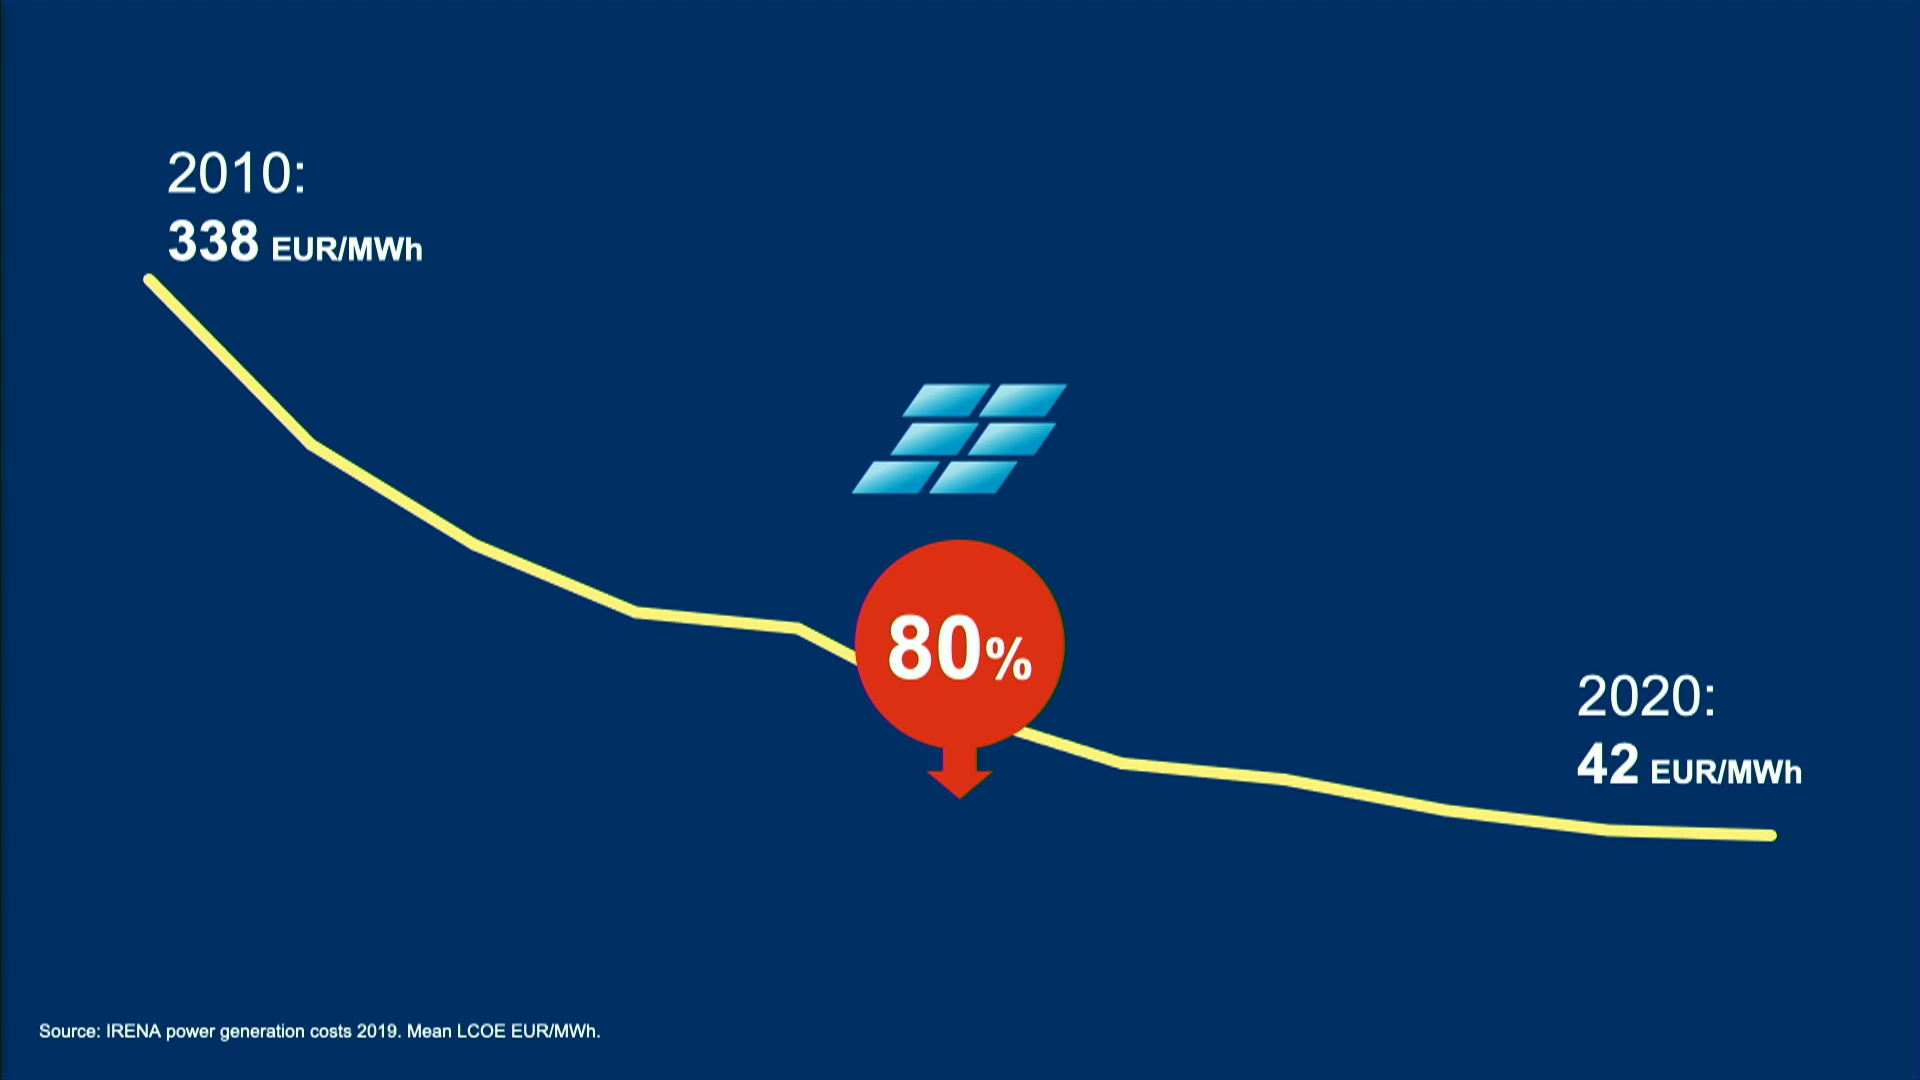 2010:
338 EUR/MWh
80%
2020:
42 EUR/MWh
Source: IRENA power generation costs 2019. Mean LCOE EUR/MWh.